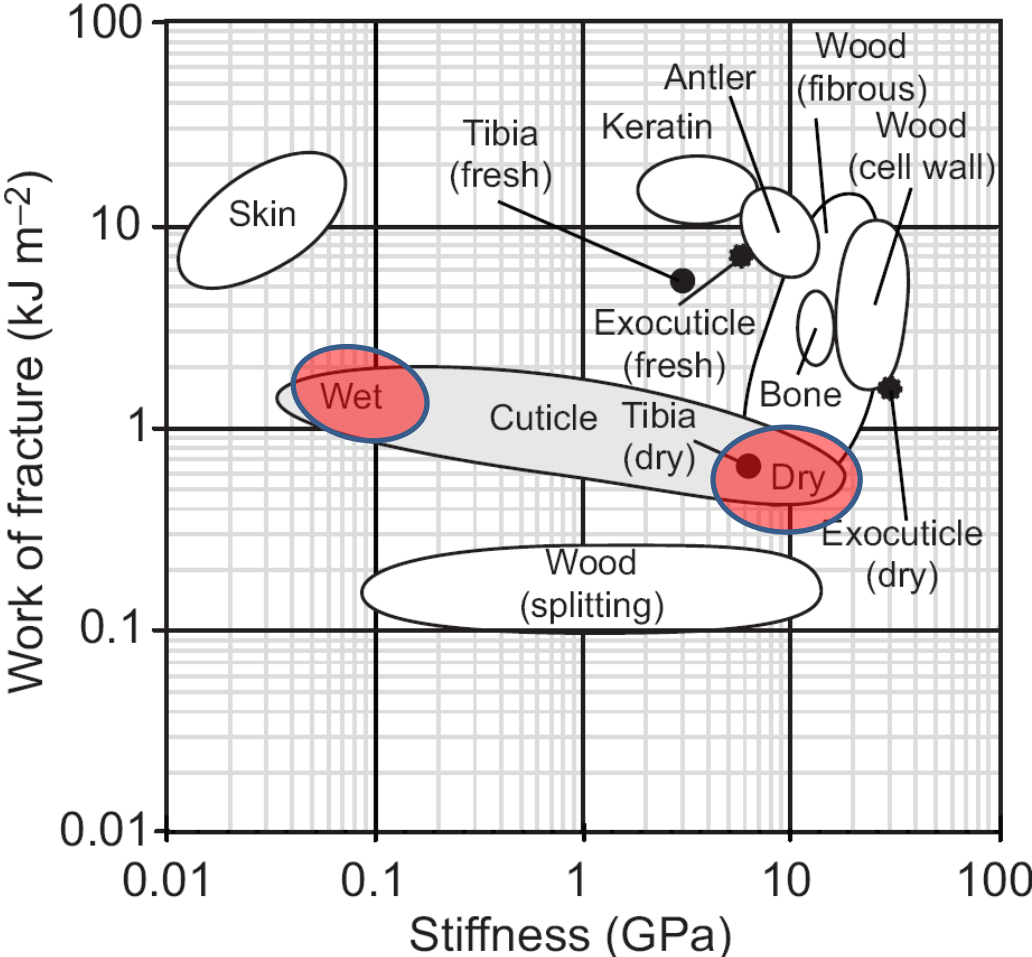 100
10
1
0.1
0.01
Work of fracture (kJ m−2)
Wood
(fibrous)
Antler
Wood
(cell wall)
Keratin
Tibia
(fresh)
Skin
Exocuticle
(fresh)
Wet
Bone
Cuticle
Tibia
(dry)
Dry
Exocuticle
(dry)
Wood
(splitting)
0.01
0.1
1
10
100
Stiffness (GPa)